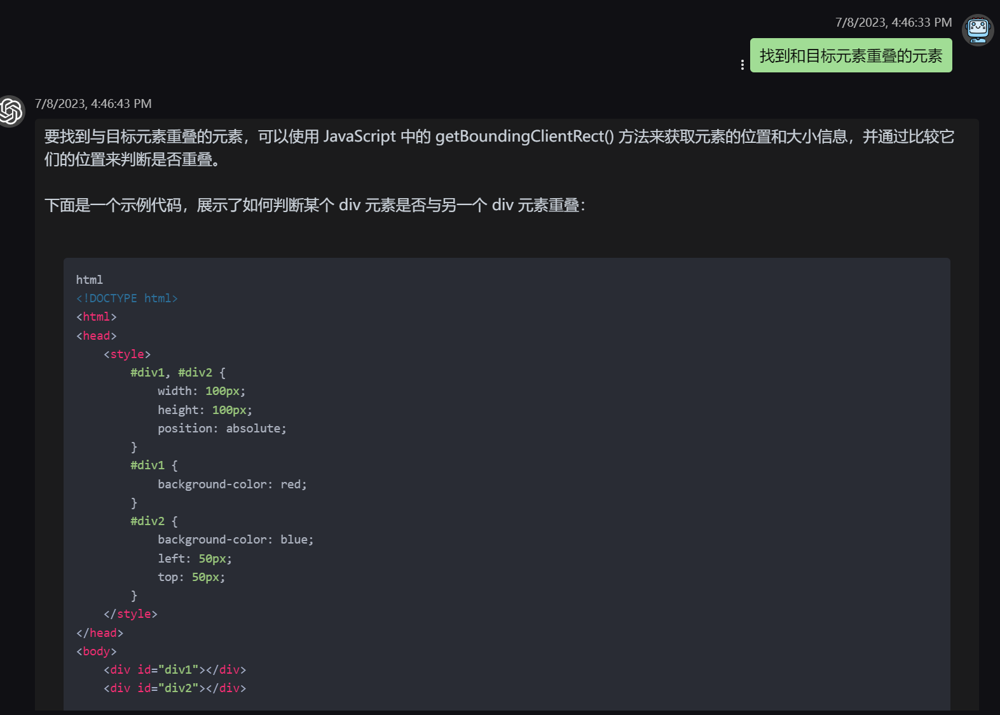 7/8/2023, 4:46:33 PM
找到和目标元素重叠的元素
7/8/2023, 4:46:43 PM
要找到与目标元素重叠的元素，可以使用 JavaScript 中的 getBoundingClientRect() 方法来获取元素的位置和大小信息，并通过比较它
们的位置来判断是否重叠。
下面是一个示例代码，展示了如何判断某个 div 元素是否与另一个 div 元素重叠：
html
<!DOCTYPE html>
<html>
<head>
    <style>
        #div1, #div2 {
            width: 100px;
            height: 100px;
            position: absolute;
        }
        #div1 {
            background-color: red;
        }
        #div2 {
            background-color: blue;
            left: 50px;
            top: 50px;
        }
    </style>
</head>
<body>
    <div id="div1"></div>
    <div id="div2"></div>